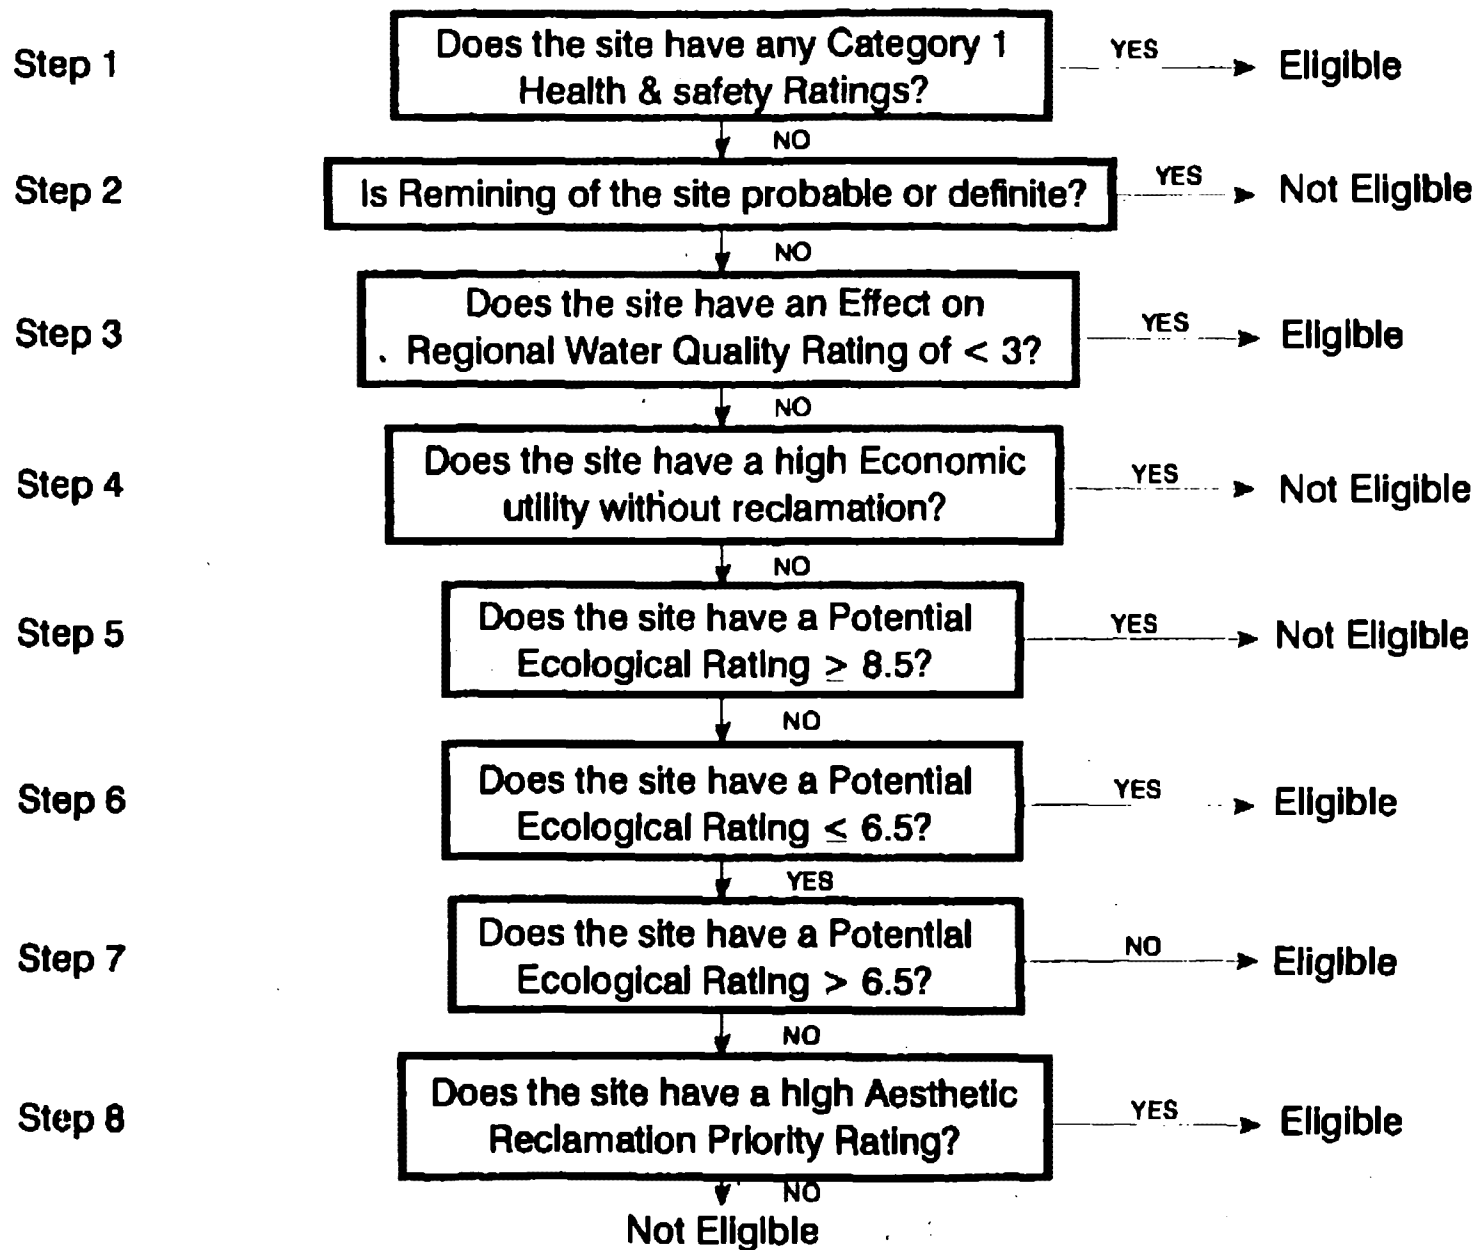 Step 1
Does the site have any Category 1
Health & safety Ratings?
YES
Eligible
NO
Step 2
Is Remining of the site probable or definite?
YES
Not Eligible
NO
Step 3
Does the site have an Effect on
Regional Water Quality Rating of < 3?
YES
Eligible
NO
Step 4
Does the site have a high Economic
utility without reclamation?
YES
Not Eligible
NO
Step 5
Does the site have a Potential
Ecological Rating ≥ 8.5?
YES
Not Eligible
NO
Step 6
Does the site have a Potential
Ecological Rating ≤ 6.5?
YES
Eligible
YES
Step 7
Does the site have a Potential
Ecological Rating > 6.5?
NO
Eligible
NO
Step 8
Does the site have a high Aesthetic
Reclamation Priority Rating?
YES
Eligible
NO
Not Eligible